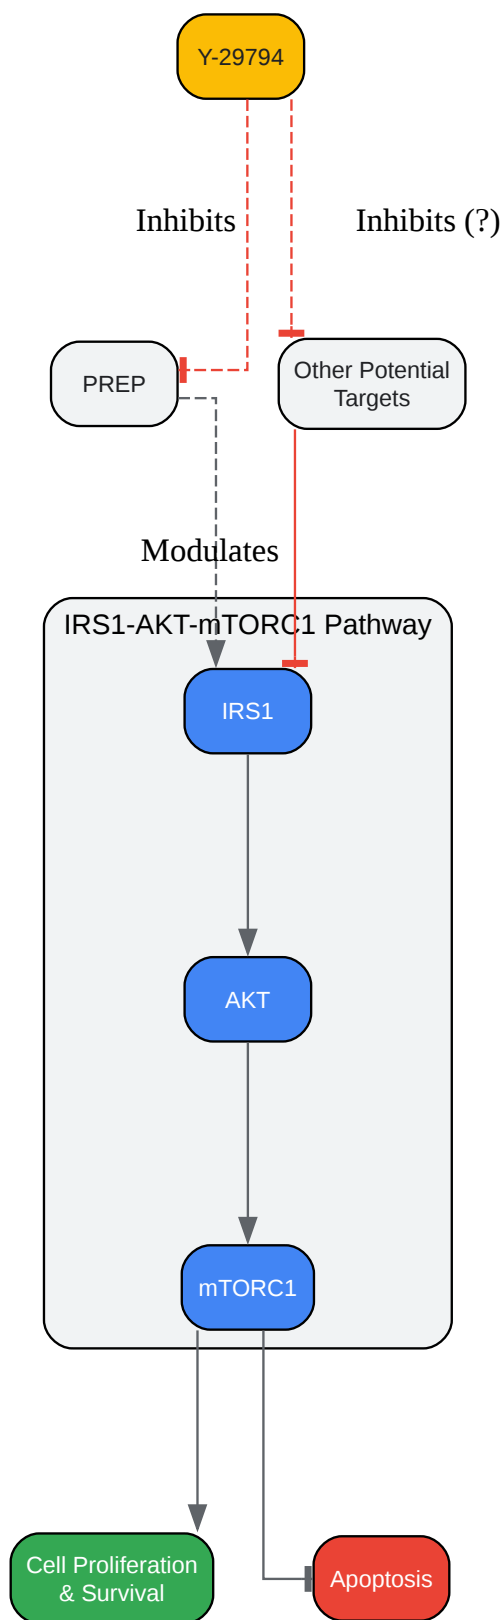 Y-29794
Inhibits
Inhibits (?)
PREP
Other Potential
Targets
Modulates
IRS1-AKT-mTORC1 Pathway
IRS1
AKT
mTORC1
Cell Proliferation
& Survival
Apoptosis